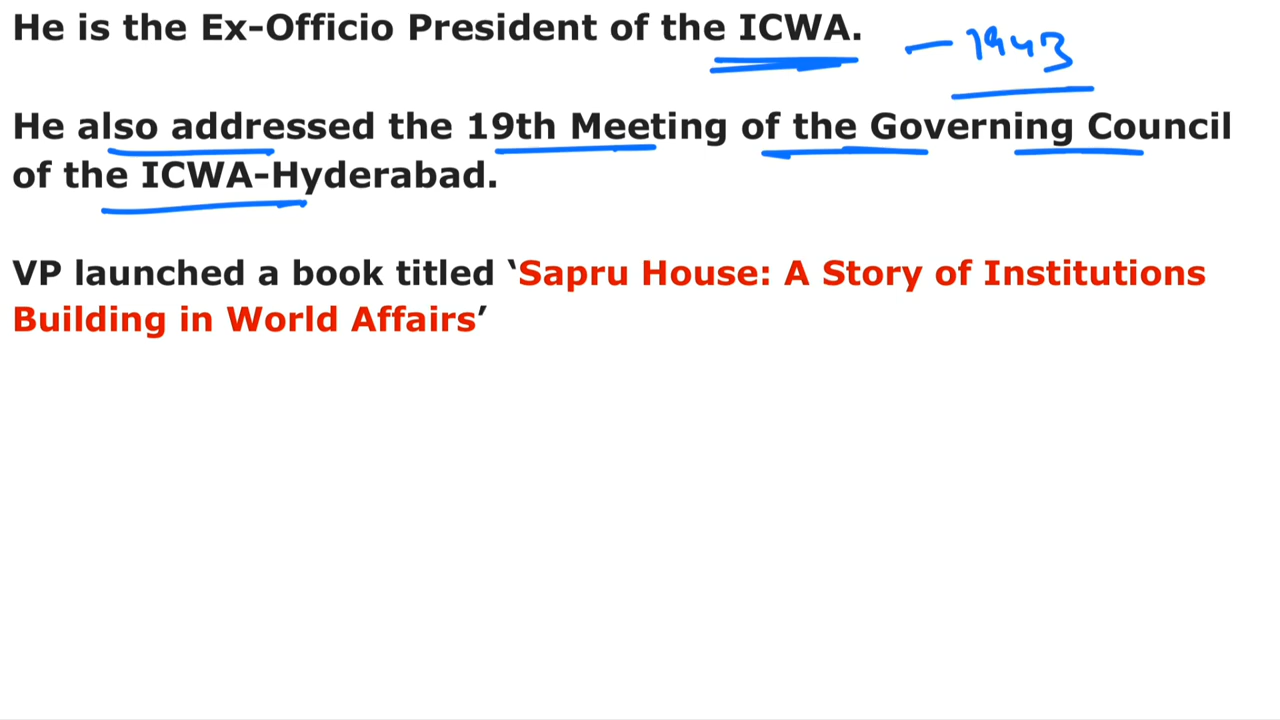 He is the Ex-Officio President of the ICWA.
– 1943
He also addressed the 19th Meeting of the Governing Council
of the ICWA-Hyderabad.
VP launched a book titled ‘Sapru House: A Story of Institutions
Building in World Affairs’